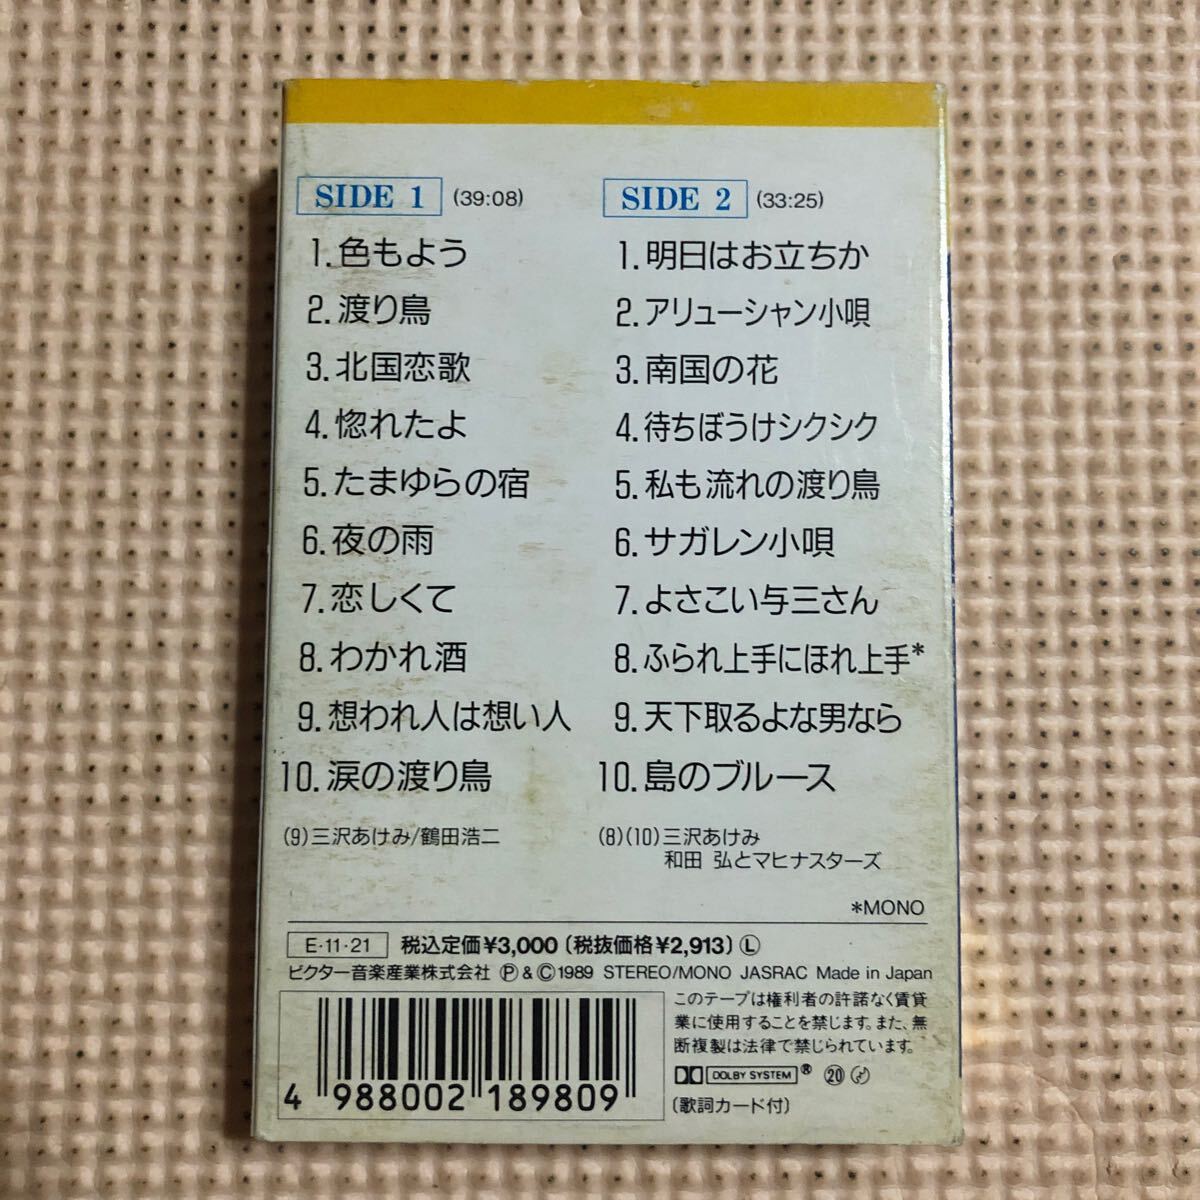 SIDE 1 (39:08)
1.色もよう
2.渡り鳥
3.北国恋歌
4.惚れたよ
5.たまゆらの宿
6.夜の雨
7.恋しくて
8.わかれ酒
9.想われ人は想い人
10.涙の渡り鳥
(9)三沢あけみ/鶴田浩二
SIDE 2 (33:25)
1.明日はお立ちか
2.アリューシャン小唄
3.南国の花
4.待ちぼうけシクシク
5.私も流れの渡り鳥
6.サガレン小唄
7.よさこい与三さん
8.ふられ上手にほれ上手*
9.天下取るよな男なら
10.島のブルース
(8)(10)三沢あけみ
和田 弘とマヒナスターズ
*MONO
E・11・21 税込定価¥3,000〔税抜価格¥2,913〕Ⓛ
ビクター音楽産業株式会社 Ⓟ&Ⓒ1989 STEREO/MONO JASRAC Made in Japan
4 988002 189809
このテープは権利者の許諾なく賃貸
業に使用することを禁じます。また、無
断複製は法律で禁じられています。
DOLBY SYSTEM® ⑳
〔歌詞カード付〕